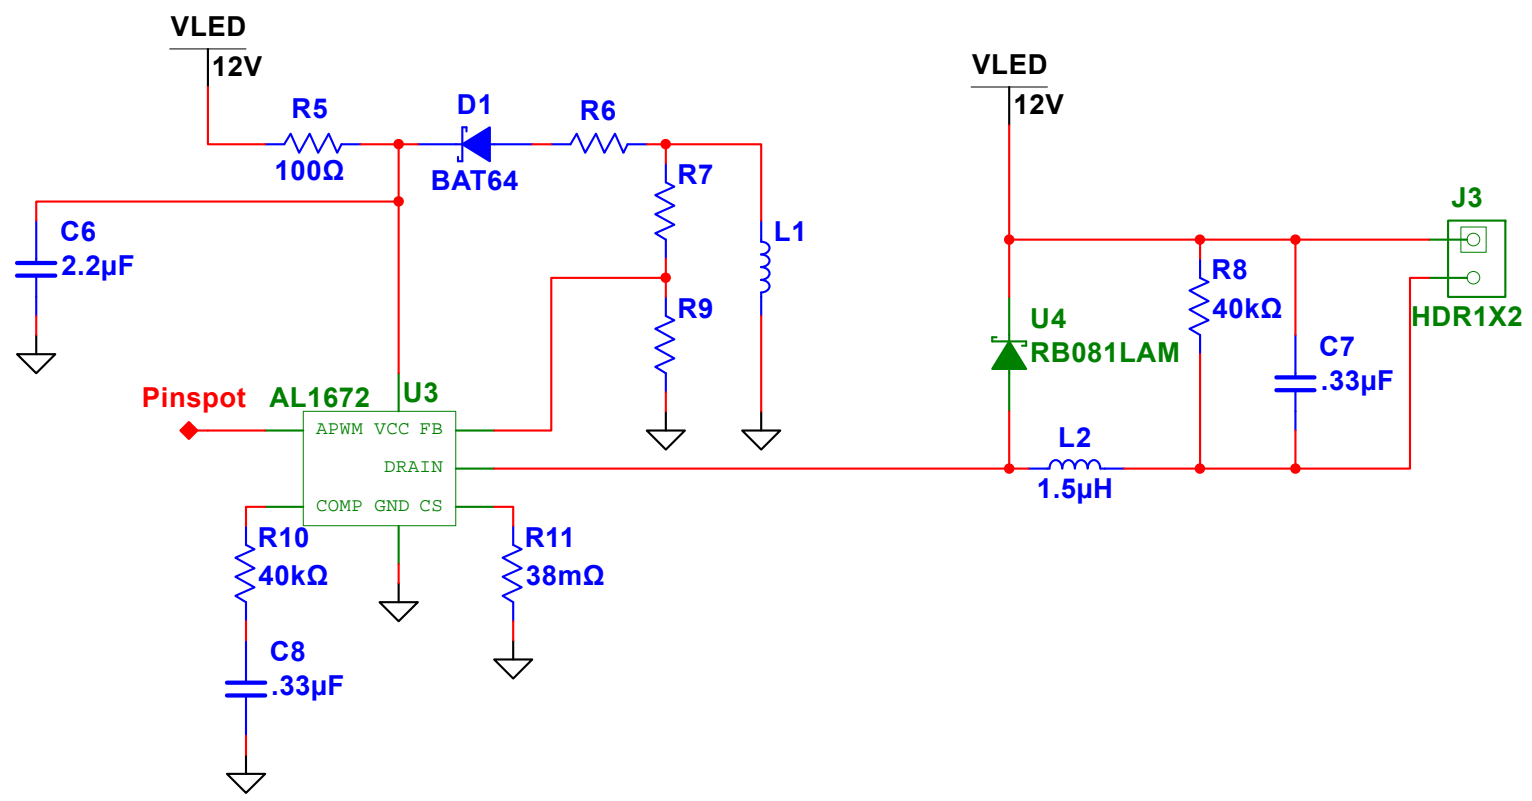 VLED
12V
R5
100Ω
D1
BAT64
R6
R7
L1
C6
2.2µF
R9
VLED
12V
J3
R8
40kΩ
HDR1X2
U4
RB081LAM
C7
.33µF
L2
1.5µH
Pinspot
AL1672
U3
APWM VCC FB
DRAIN
COMP GND CS
R10
40kΩ
R11
38mΩ
C8
.33µF